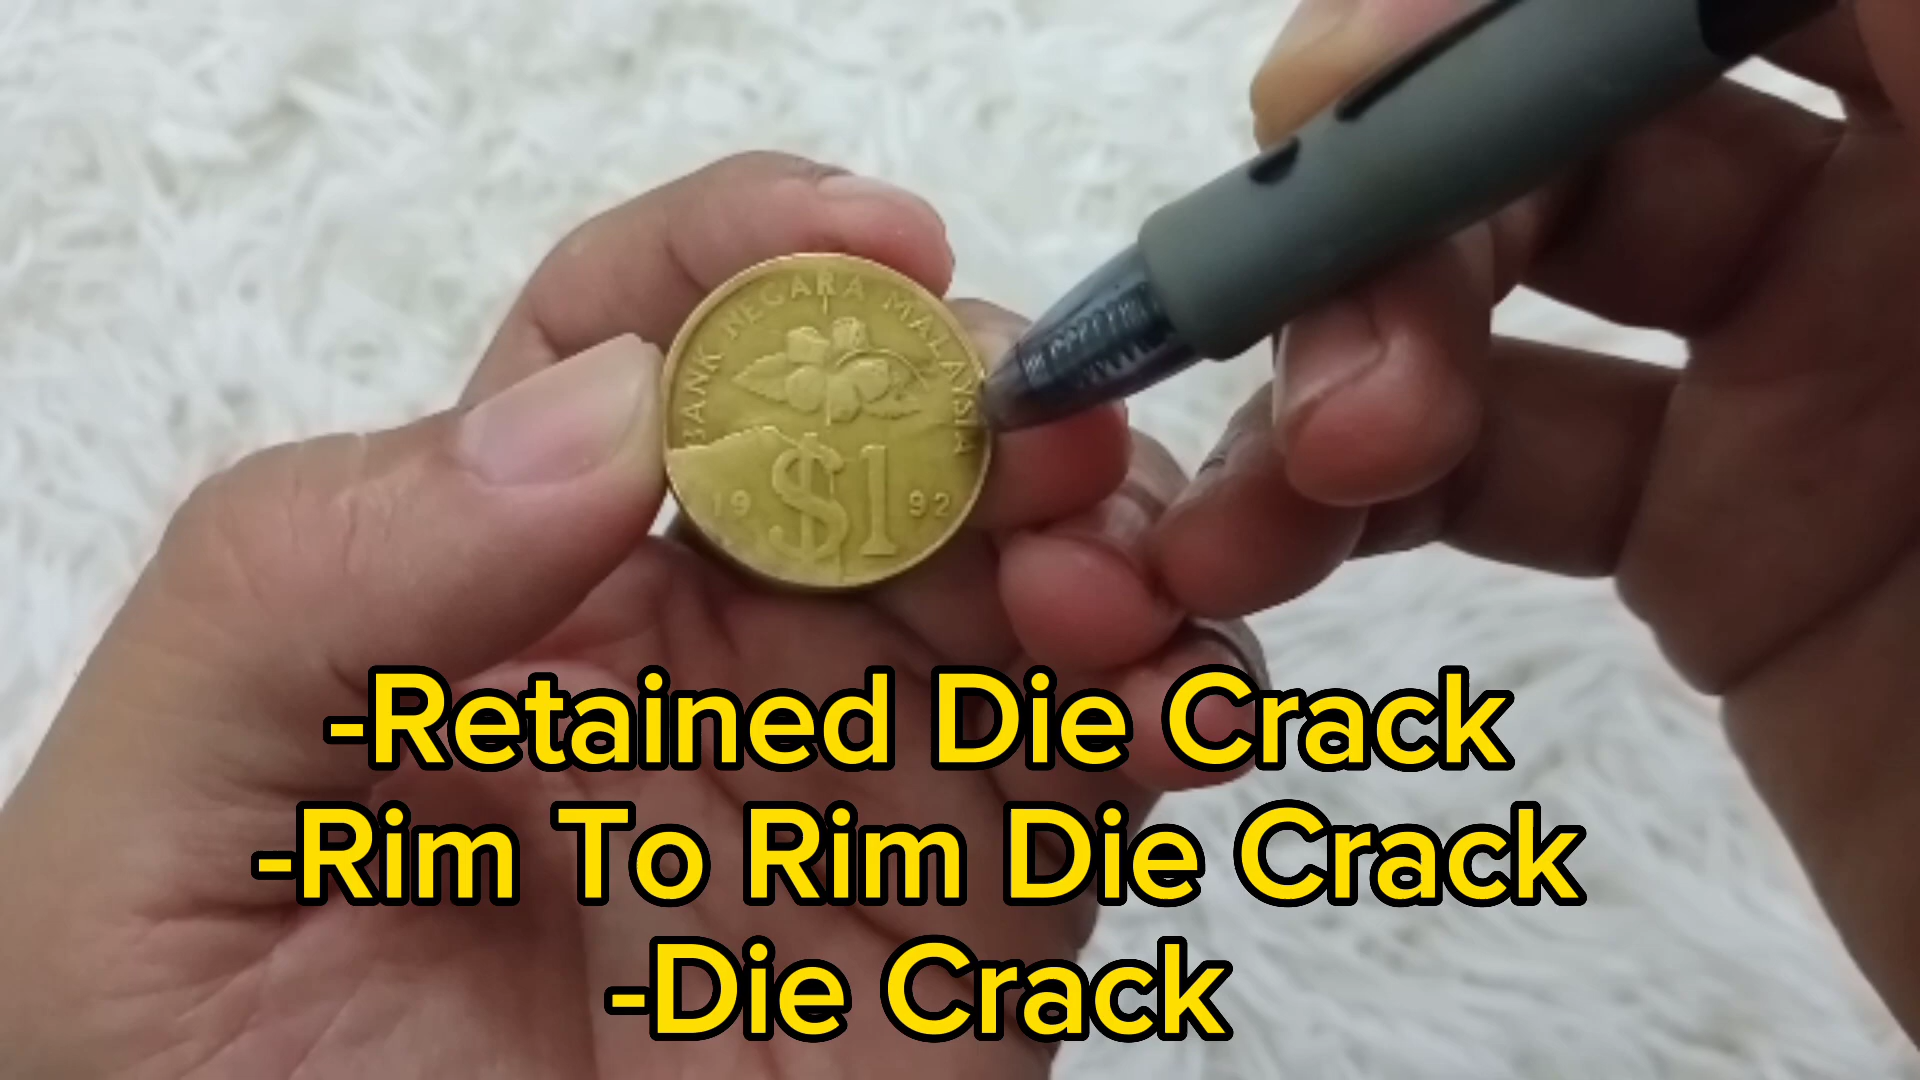 BANK NEGARA MALAYSIA
$1
19 92
-Retained Die Crack
-Rim To Rim Die Crack
-Die Crack